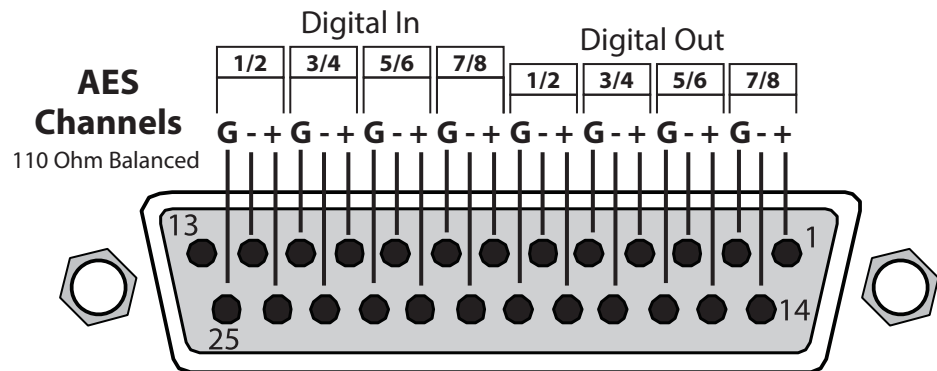 Digital In
Digital Out
1/2 3/4 5/6 7/8
1/2 3/4 5/6 7/8
AES
Channels
110 Ohm Balanced
G - + G - + G - + G - + G - + G - + G - + G - +
13
1
25
14